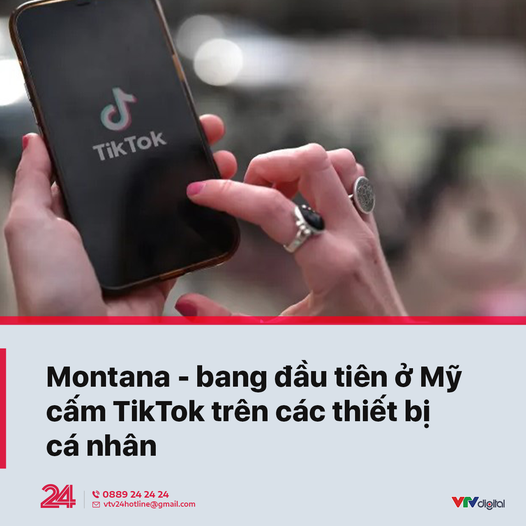 TikTok
Montana - bang đầu tiên ở Mỹ
cấm TikTok trên các thiết bị
cá nhân
24
0889 24 24 24
vtv24hotline@gmail.com
VTVdigital